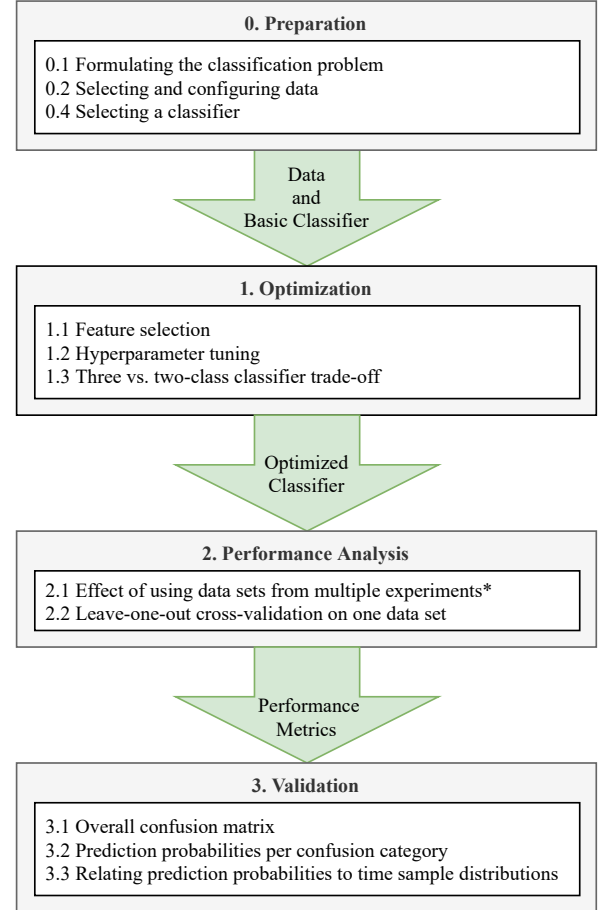 0. Preparation
0.1 Formulating the classification problem
0.2 Selecting and configuring data
0.4 Selecting a classifier
Data
and
Basic Classifier
1. Optimization
1.1 Feature selection
1.2 Hyperparameter tuning
1.3 Three vs. two-class classifier trade-off
Optimized
Classifier
2. Performance Analysis
2.1 Effect of using data sets from multiple experiments*
2.2 Leave-one-out cross-validation on one data set
Performance
Metrics
3. Validation
3.1 Overall confusion matrix
3.2 Prediction probabilities per confusion category
3.3 Relating prediction probabilities to time sample distributions